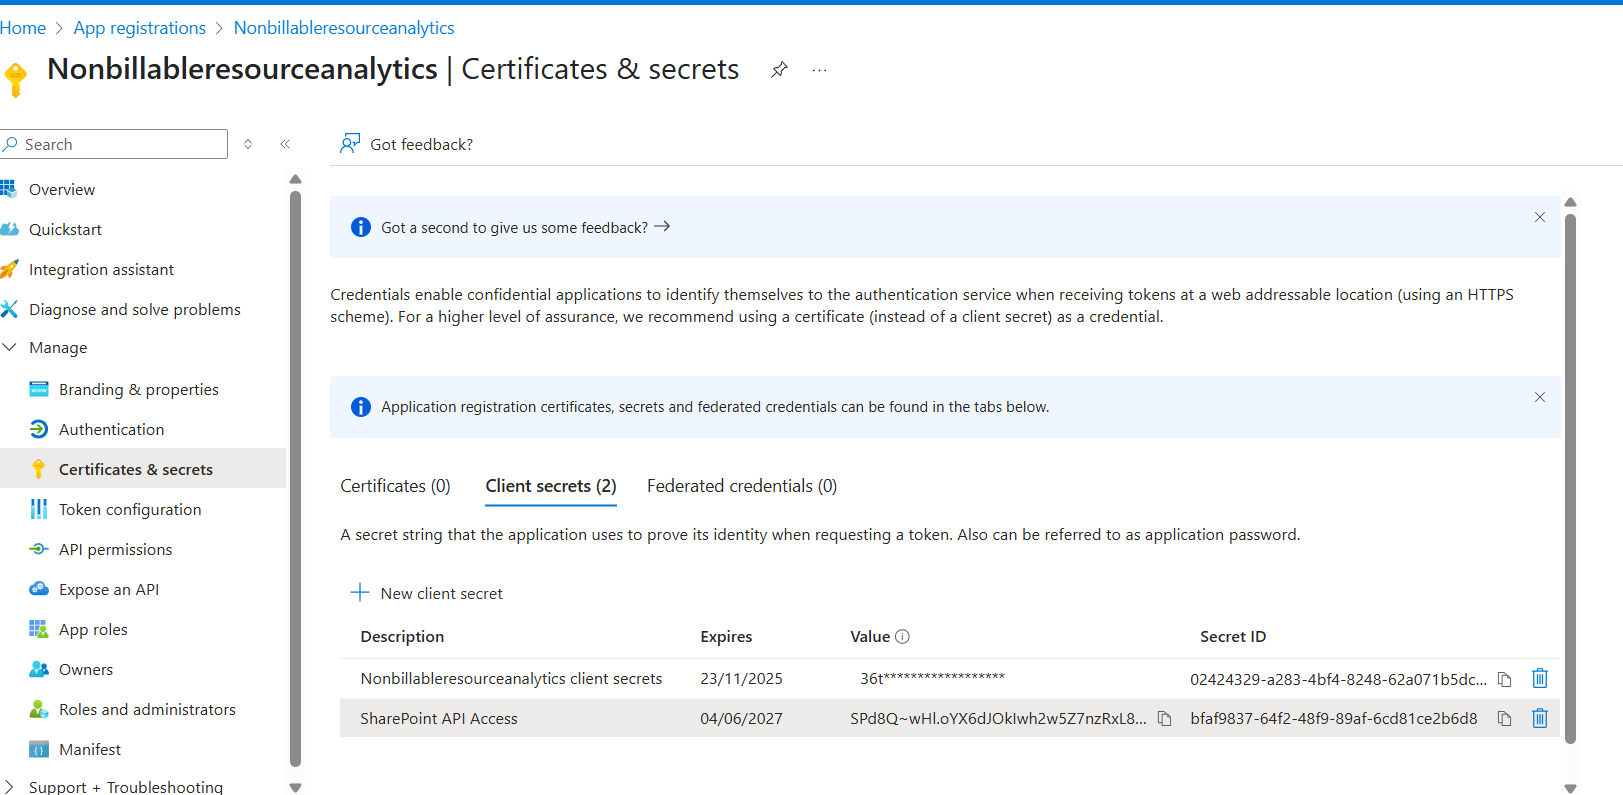 Home > App registrations > Nonbillableresourceanalytics
Nonbillableresourceanalytics | Certificates & secrets
Search
Got feedback?
Overview
Quickstart
Integration assistant
Diagnose and solve problems
Manage
Branding & properties
Authentication
Certificates & secrets
Token configuration
API permissions
Expose an API
App roles
Owners
Roles and administrators
Manifest
Support + Troubleshooting
Got a second to give us some feedback? →
Credentials enable confidential applications to identify themselves to the authentication service when receiving tokens at a web addressable location (using an HTTPS
scheme). For a higher level of assurance, we recommend using a certificate (instead of a client secret) as a credential.
Application registration certificates, secrets and federated credentials can be found in the tabs below.
Certificates (0) Client secrets (2) Federated credentials (0)
A secret string that the application uses to prove its identity when requesting a token. Also can be referred to as application password.
+ New client secret
Description Expires Value Secret ID
Nonbillableresourceanalytics client secrets 23/11/2025 36t****************** 02424329-a283-4bf4-8248-62a071b5dc...
SharePoint API Access 04/06/2027 SPd8Q~wHl.oYX6dJOkIwh2w5Z7nzRxL8... bfaf9837-64f2-48f9-89af-6cd81ce2b6d8